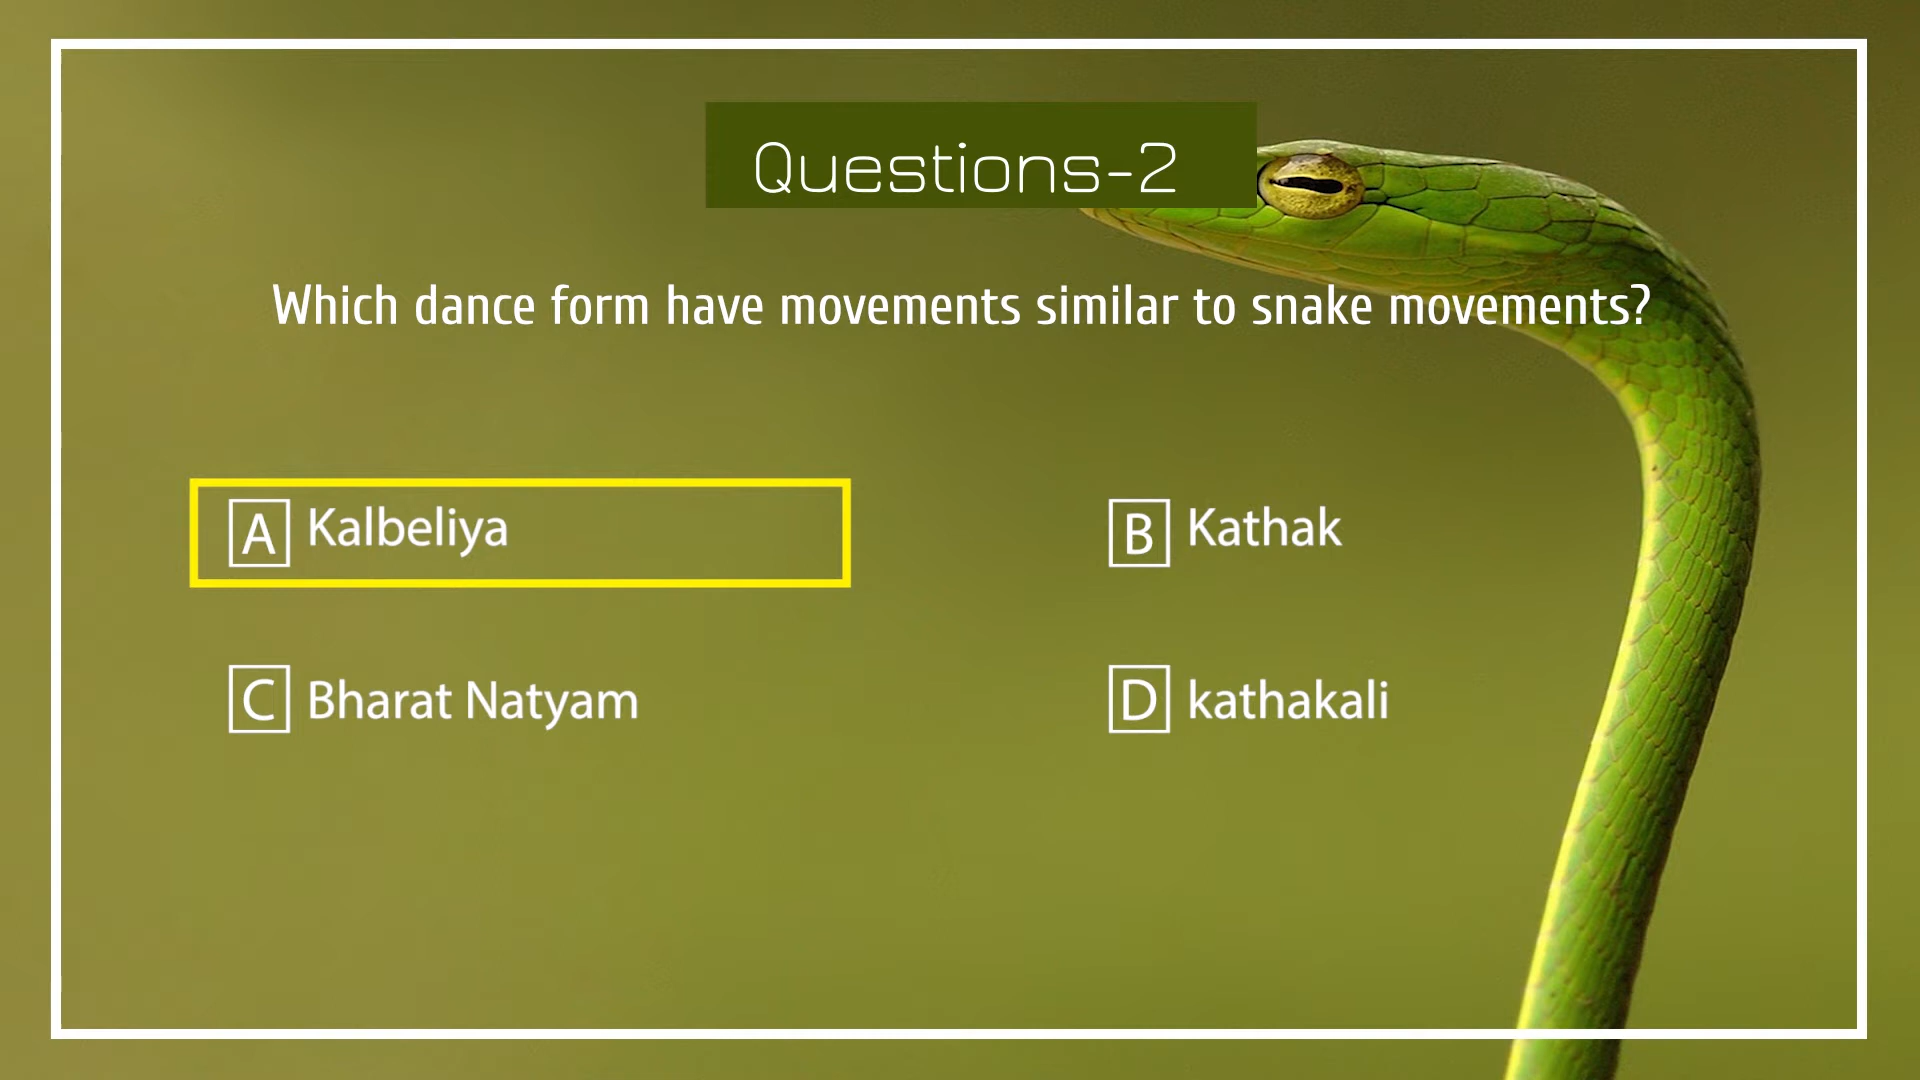 Questions-2
Which dance form have movements similar to snake movements?
A Kalbeliya
B Kathak
C Bharat Natyam
D kathakali